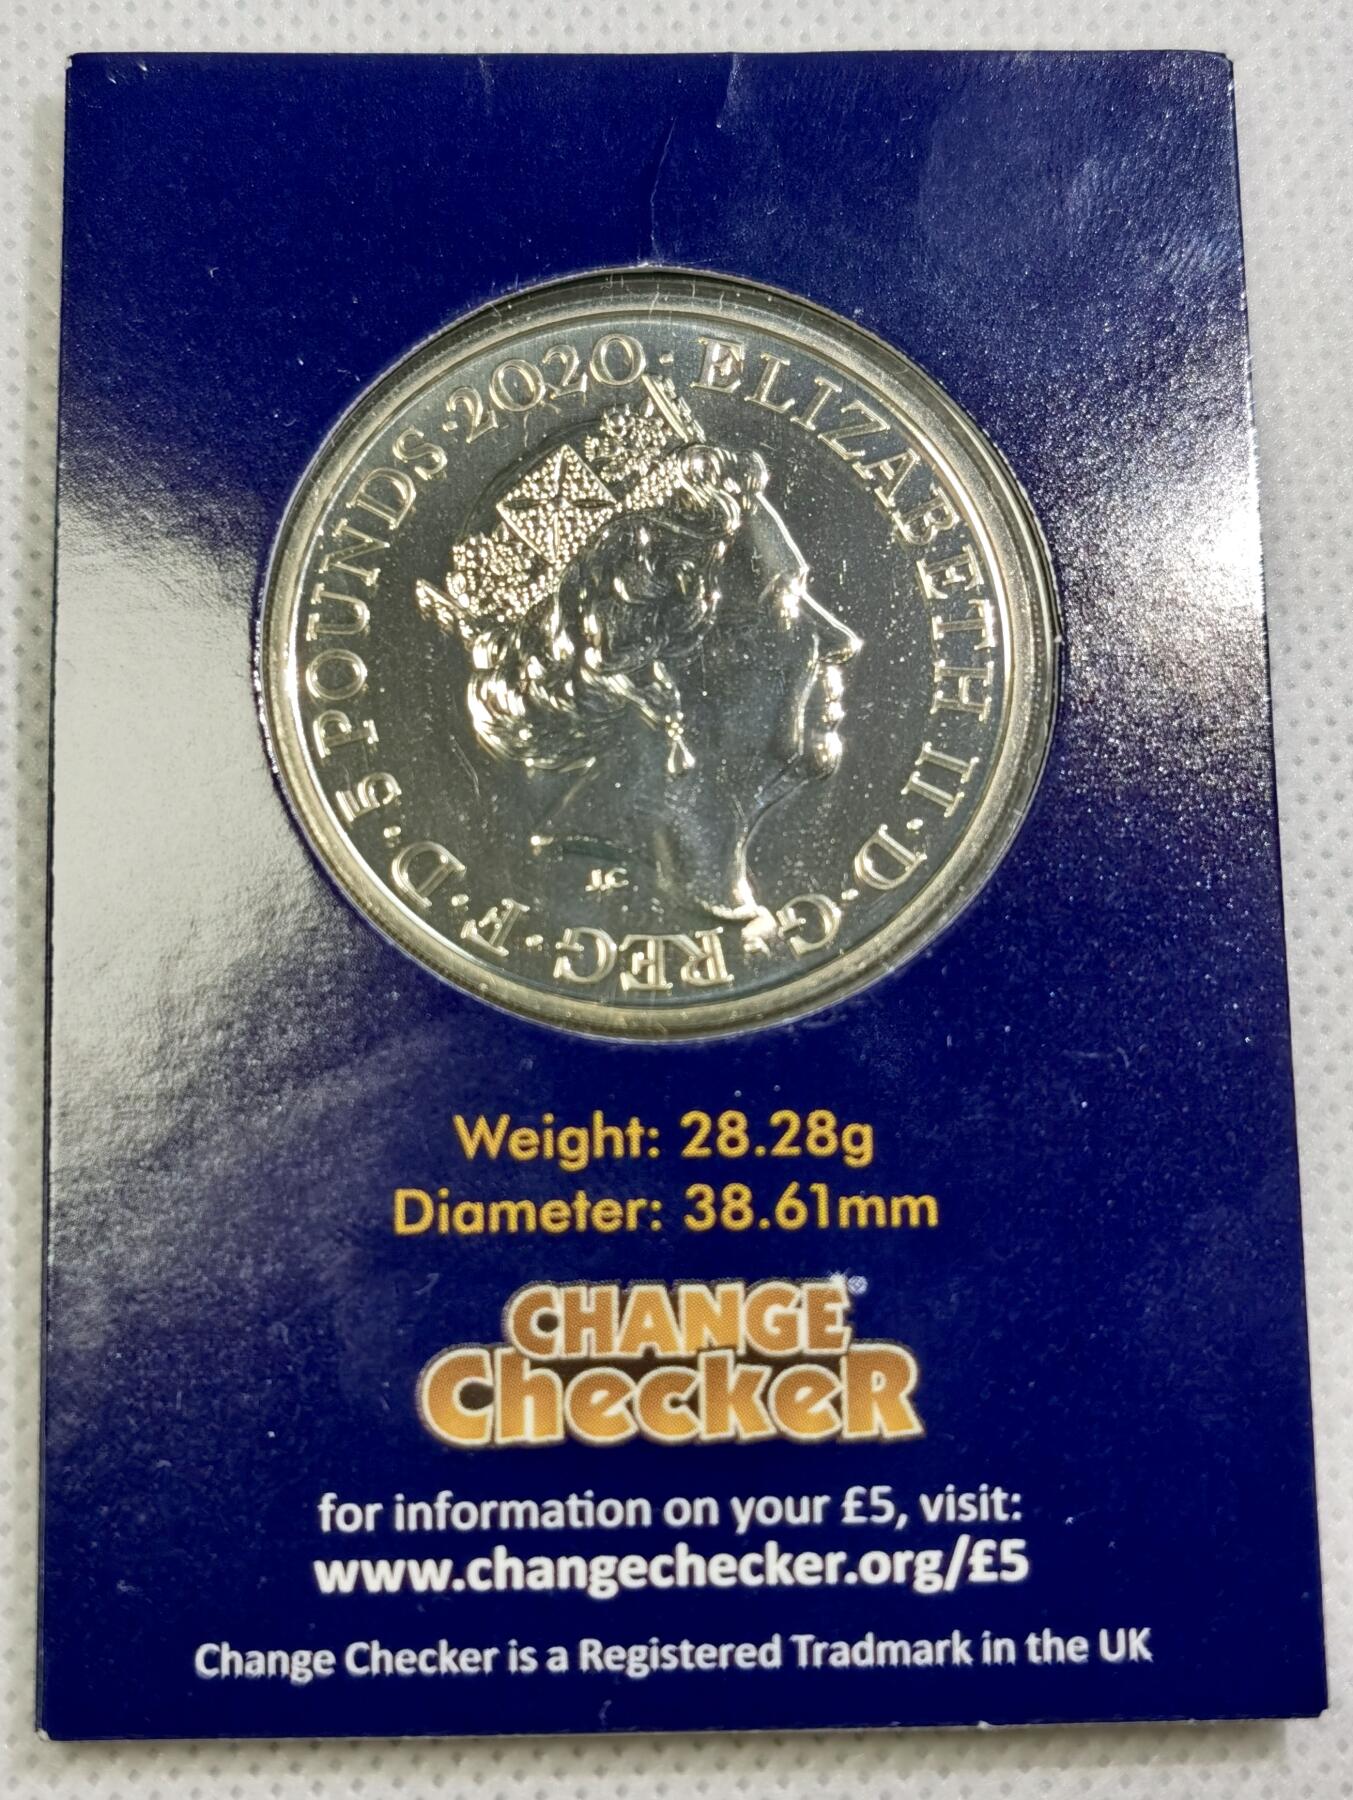 ELIZABETH II · D · G · REG · F · D · 5 POUNDS · 2020 ·
J.C
Weight: 28.28g
Diameter: 38.61mm
CHANGE®
CheckeR
for information on your £5, visit:
www.changechecker.org/£5
Change Checker is a Registered Tradmark in the UK